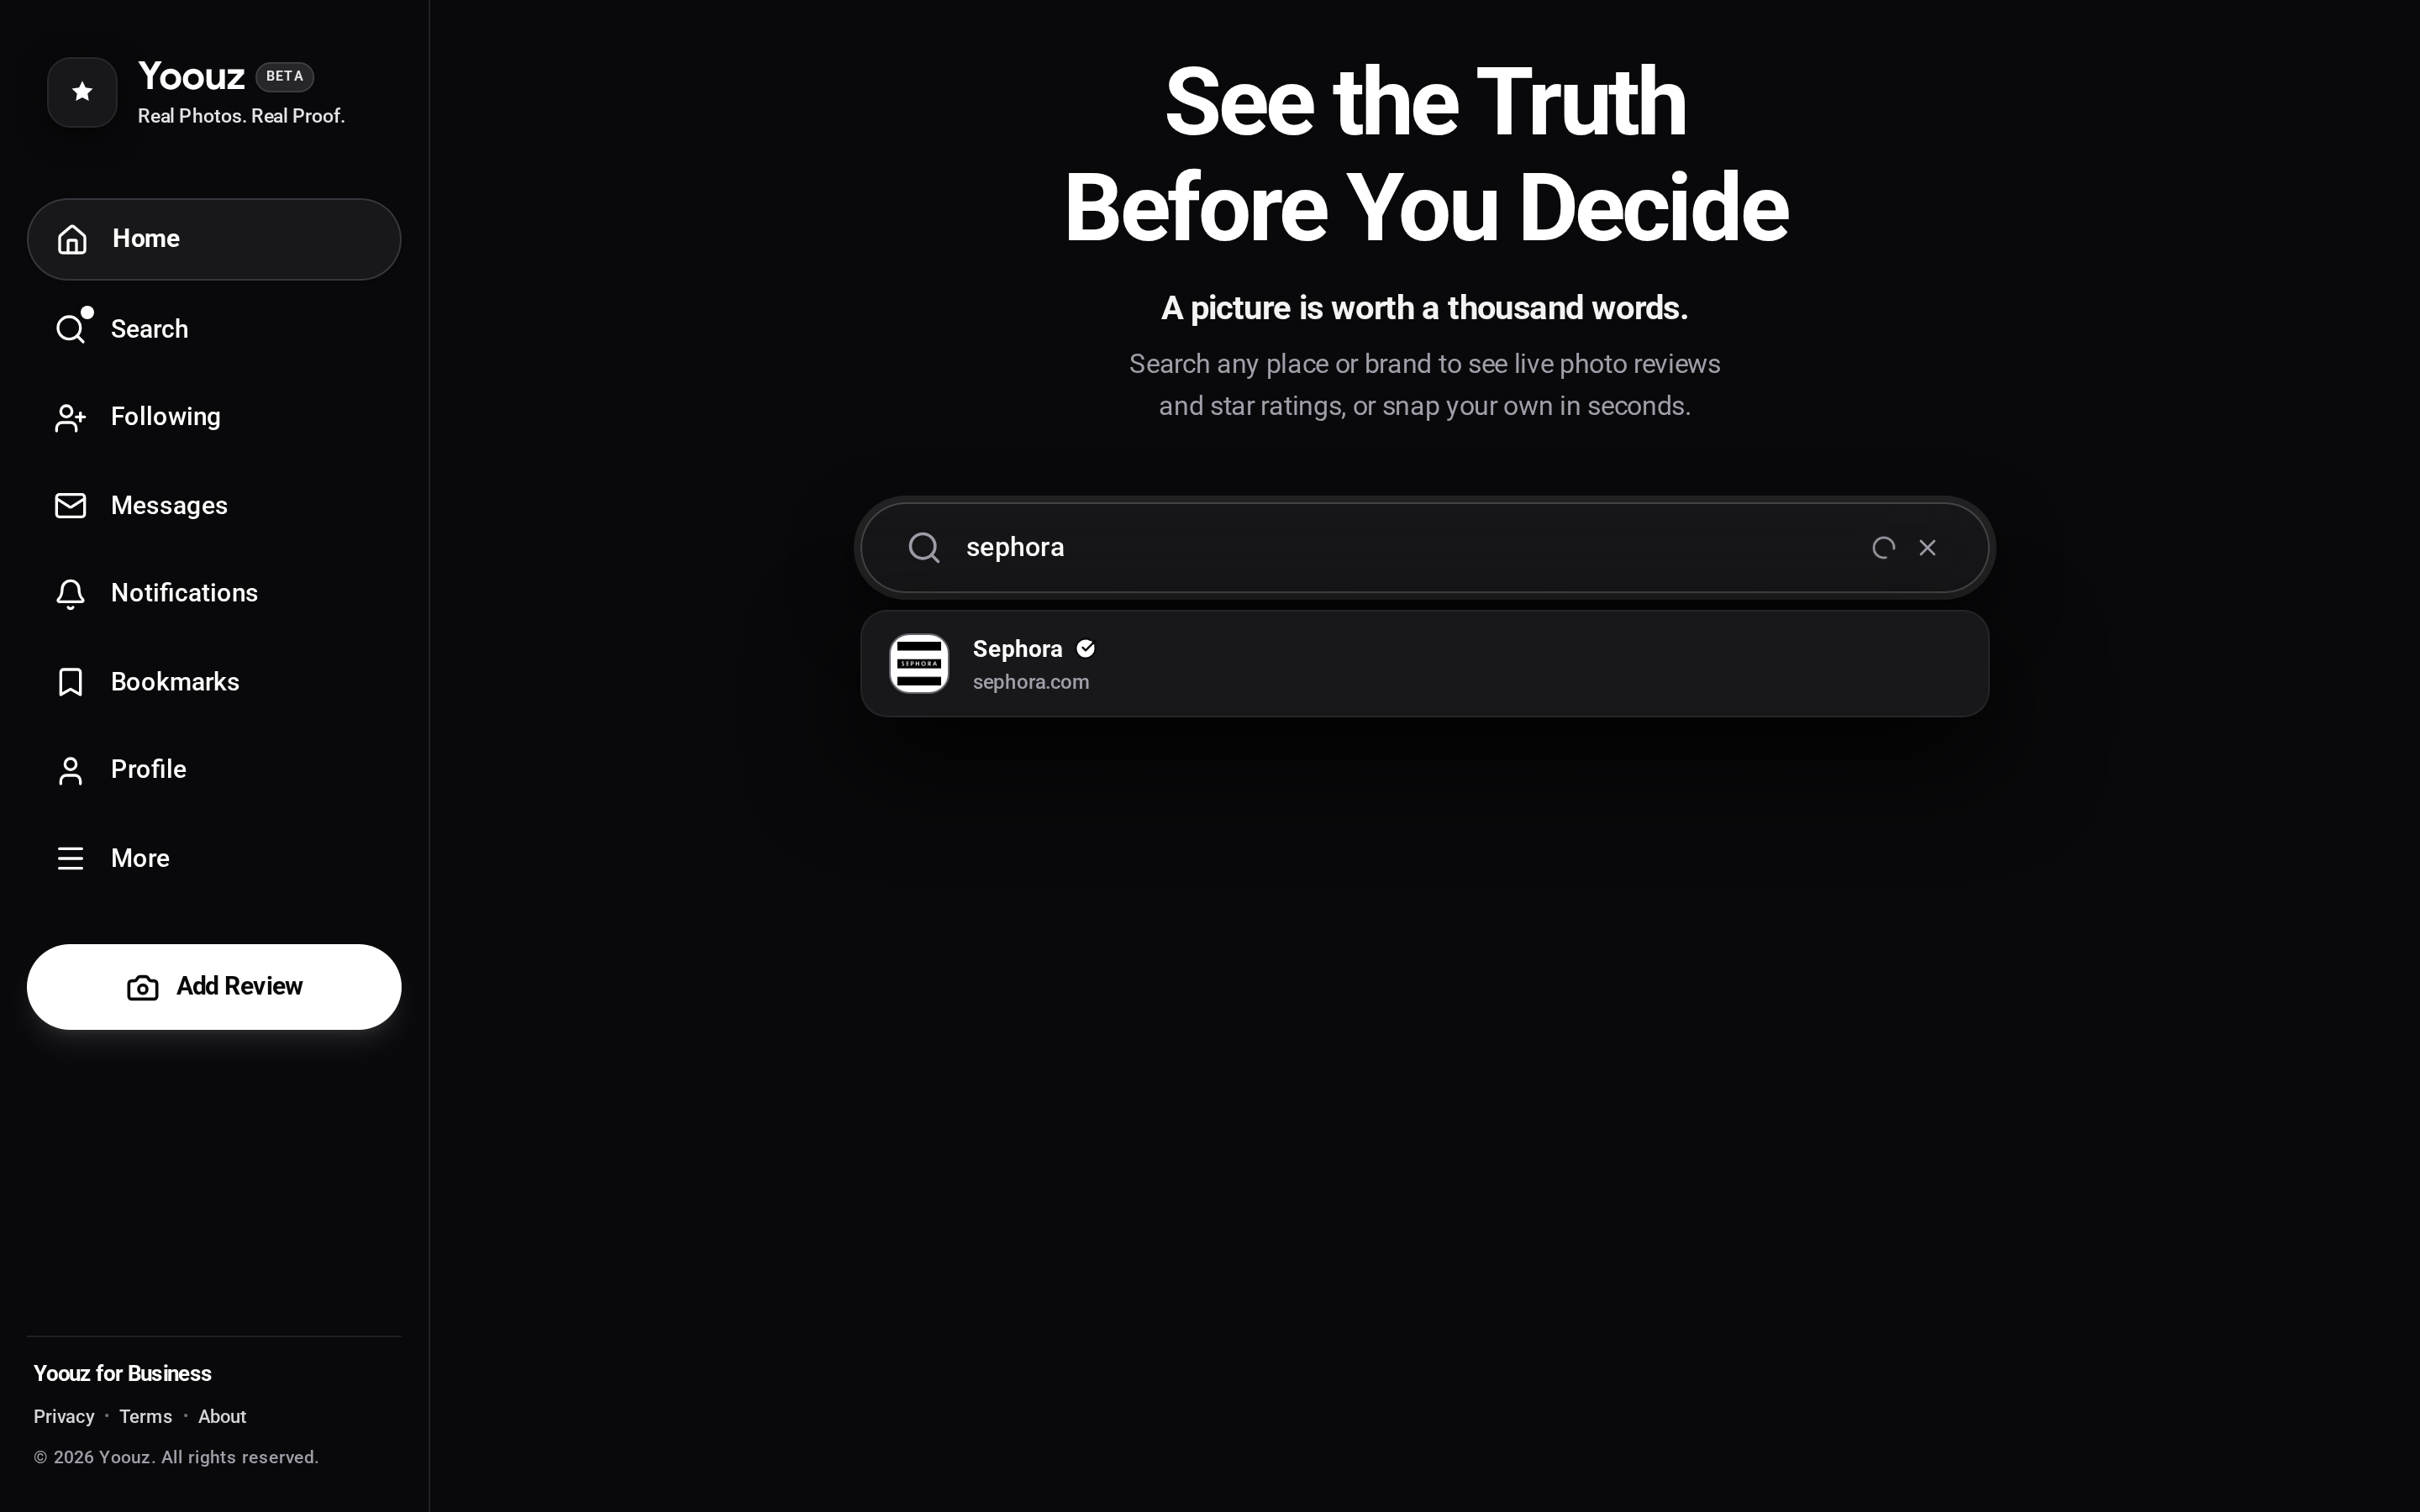 Yoouz BETA
Real Photos. Real Proof.
Home
Search
Following
Messages
Notifications
Bookmarks
Profile
More
Add Review
Yoouz for Business
Privacy · Terms · About
© 2026 Yoouz. All rights reserved.
See the Truth
Before You Decide
A picture is worth a thousand words.
Search any place or brand to see live photo reviews
and star ratings, or snap your own in seconds.
sephora
SEPHORA
Sephora
sephora.com